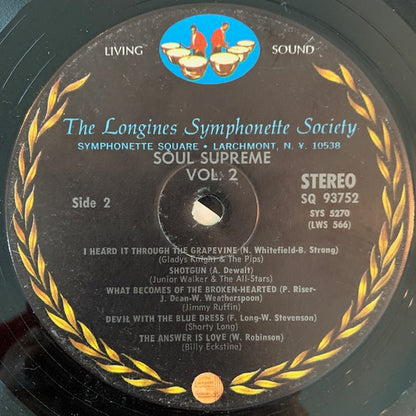 LIVING SOUND
The Longines Symphonette Society
SYMPHONETTE SQUARE • LARCHMONT, N. Y. 10538
SOUL SUPREME
VOL. 2
Side 2
STEREO
SQ 93752
SYS 5270
(LWS 566)
I HEARD IT THROUGH THE GRAPEVINE (N. Whitefield-B. Strong)
(Gladys Knight & The Pips)
SHOTGUN (A. Dewalt)
(Junior Walker & The All-Stars)
WHAT BECOMES OF THE BROKEN-HEARTED (P. Riser-
J. Dean-W. Weatherspoon)
(Jimmy Ruffin)
DEVIL WITH THE BLUE DRESS (F. Long-W. Stevenson)
(Shorty Long)
THE ANSWER IS LOVE (W. Robinson)
(Billy Eckstine)